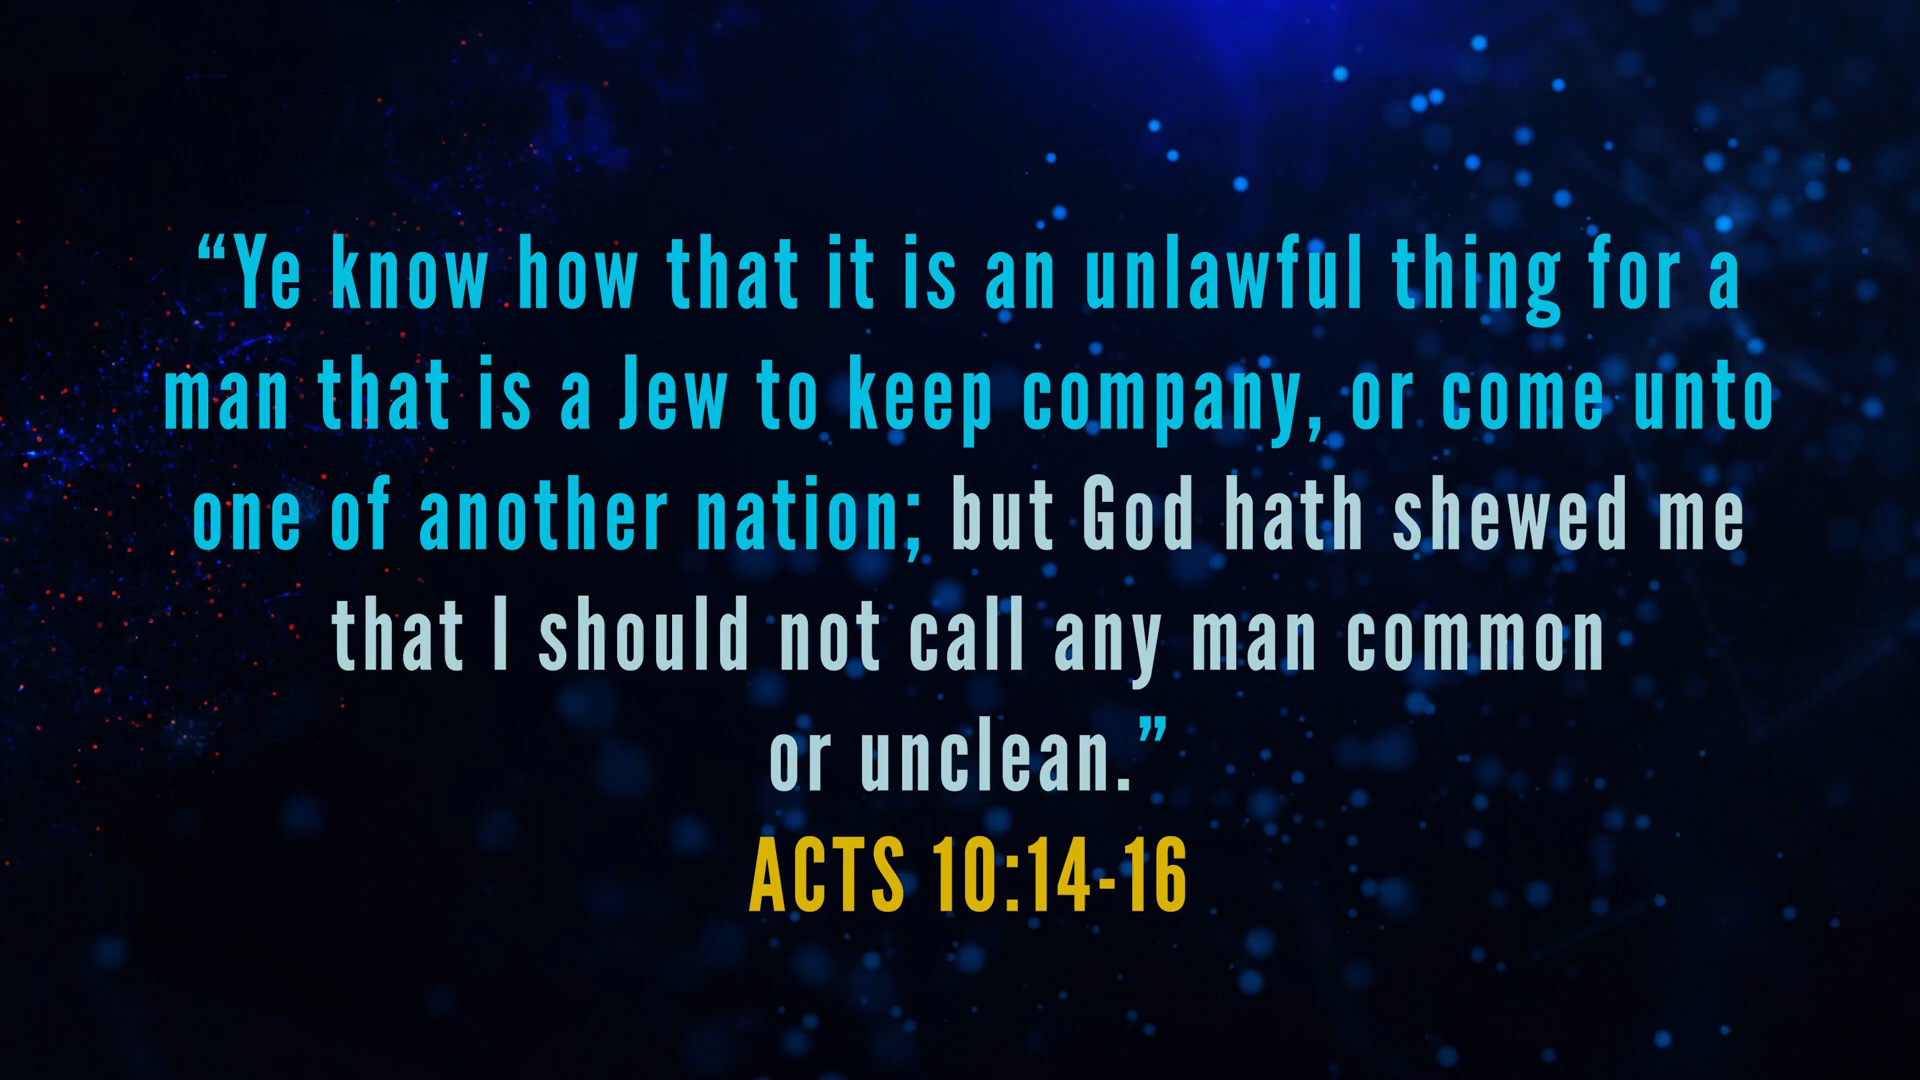 “Ye know how that it is an unlawful thing for a
man that is a Jew to keep company, or come unto
one of another nation; but God hath shewed me
that I should not call any man common
or unclean.”
ACTS 10:14-16